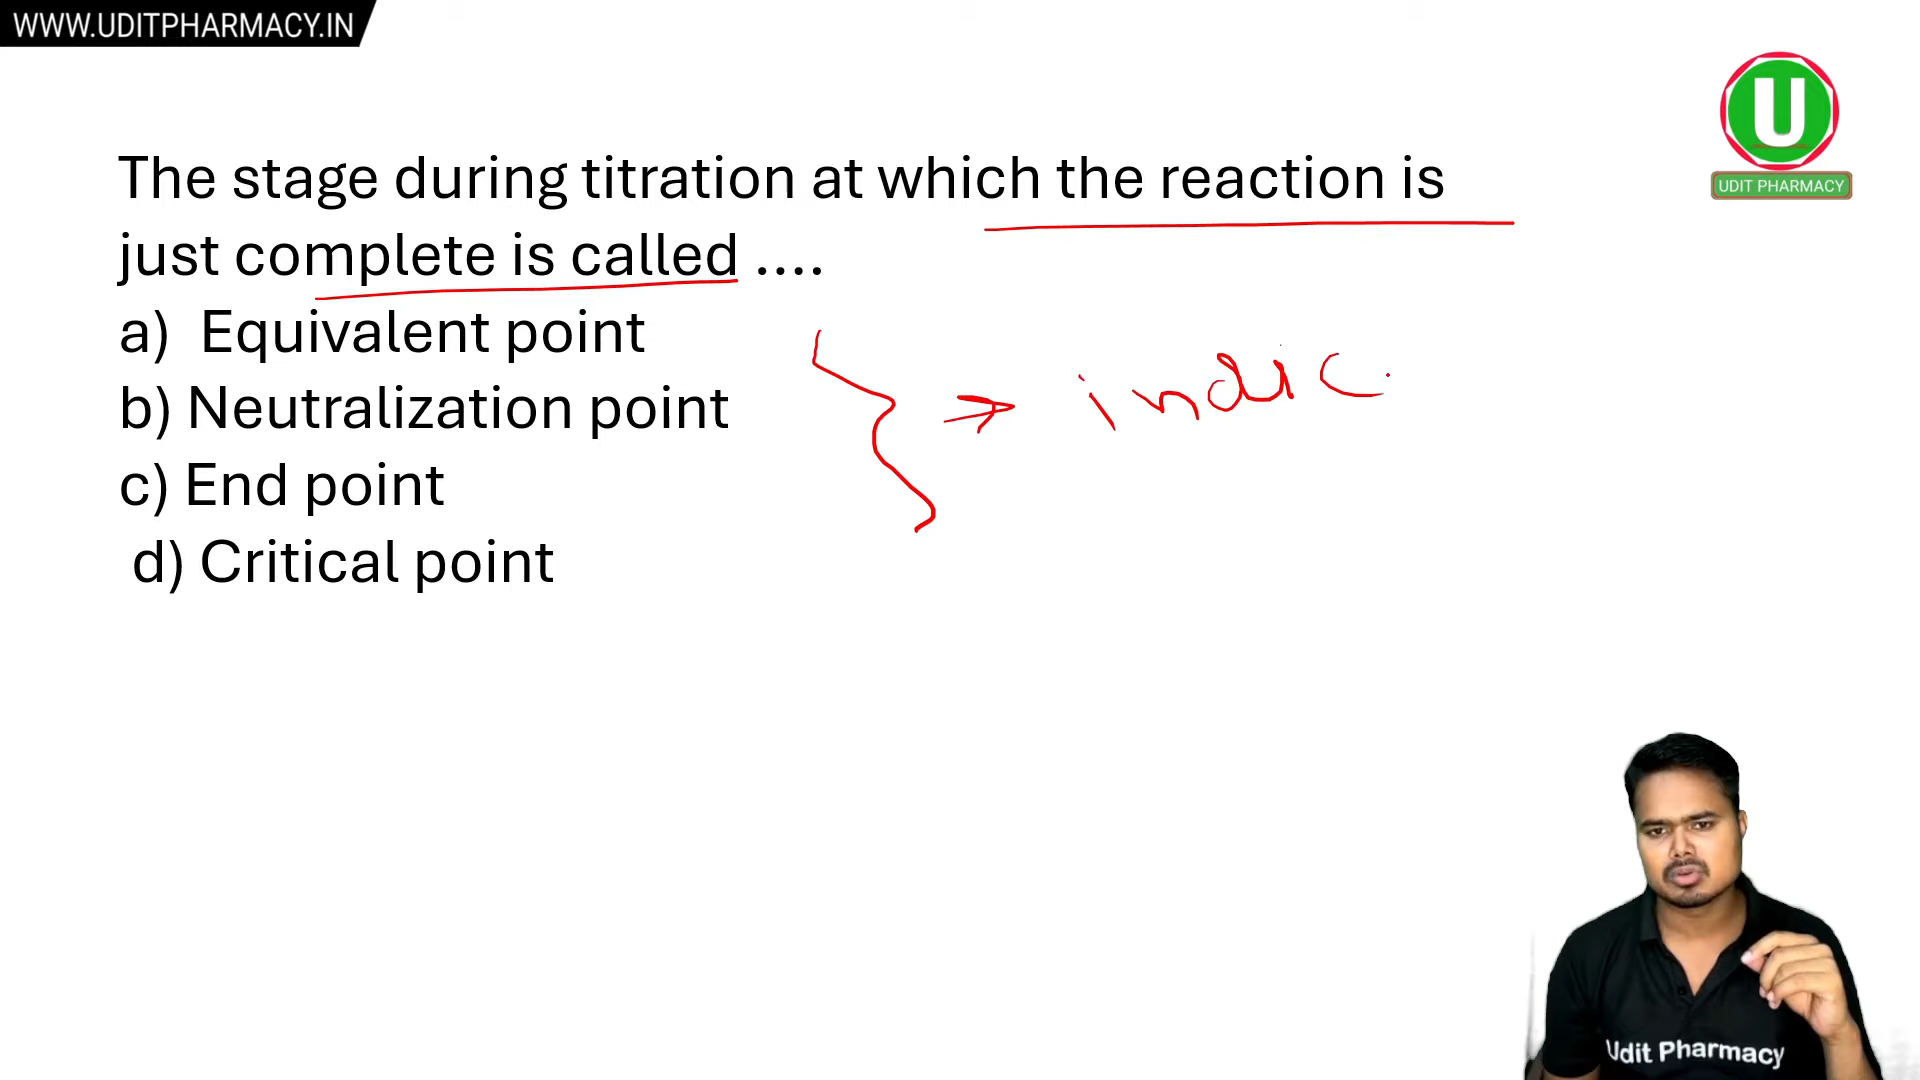 WWW.UDITPHARMACY.IN
U
UDIT PHARMACY
The stage during titration at which the reaction is
just complete is called ....
a) Equivalent point
b) Neutralization point
c) End point
d) Critical point
indic
Udit Pharmacy